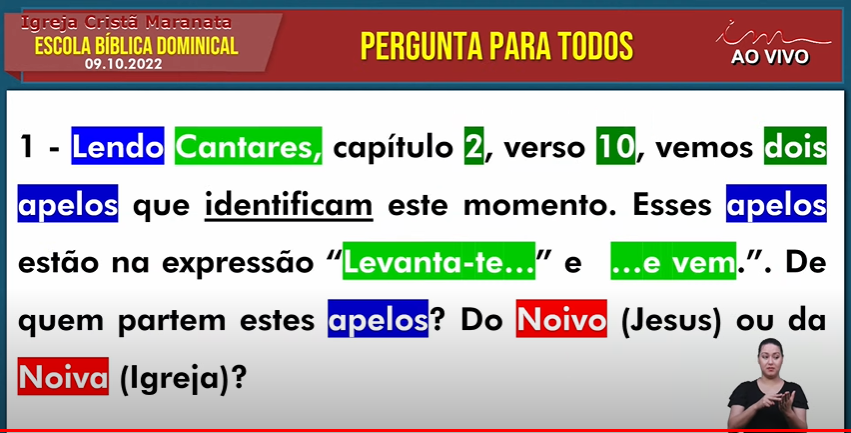 Igreja Cristã Maranata
ESCOLA BÍBLICA DOMINICAL
09.10.2022
PERGUNTA PARA TODOS
AO VIVO
1 - Lendo Cantares, capítulo 2, verso 10, vemos dois
apelos que identificam este momento. Esses apelos
estão na expressão “Levanta-te...” e ...e vem.”. De
quem partem estes apelos? Do Noivo (Jesus) ou da
Noiva (Igreja)?